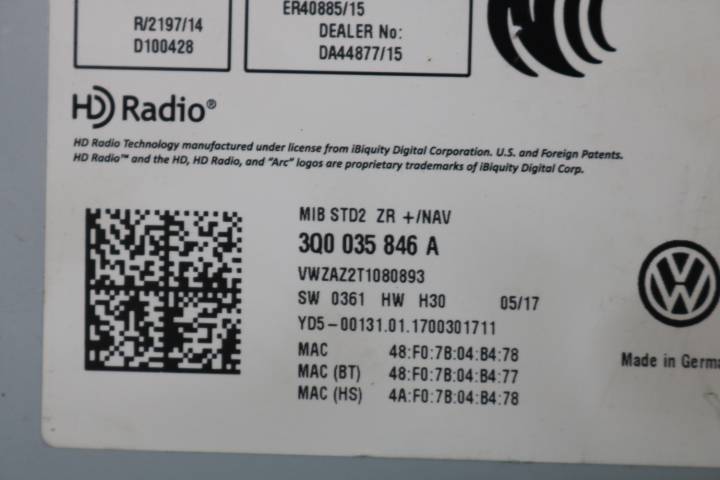 R/2197/14
D100428
ER40885/15
DEALER No:
DA44877/15
HD Radio®
HD Radio Technology manufactured under license from iBiquity Digital Corporation. U.S. and Foreign Patents.
HD Radio™ and the HD, HD Radio, and “Arc” logos are proprietary trademarks of iBiquity Digital Corp.
MIB STD2 ZR +/NAV
3Q0 035 846 A
VWZAZ2T1080893
SW 0361 HW H30 05/17
YD5-00131.01.1700301711
MAC 48:F0:7B:04:B4:78
MAC (BT) 48:F0:7B:04:B4:77
MAC (HS) 4A:F0:7B:04:B4:78
VW
Made in Germa